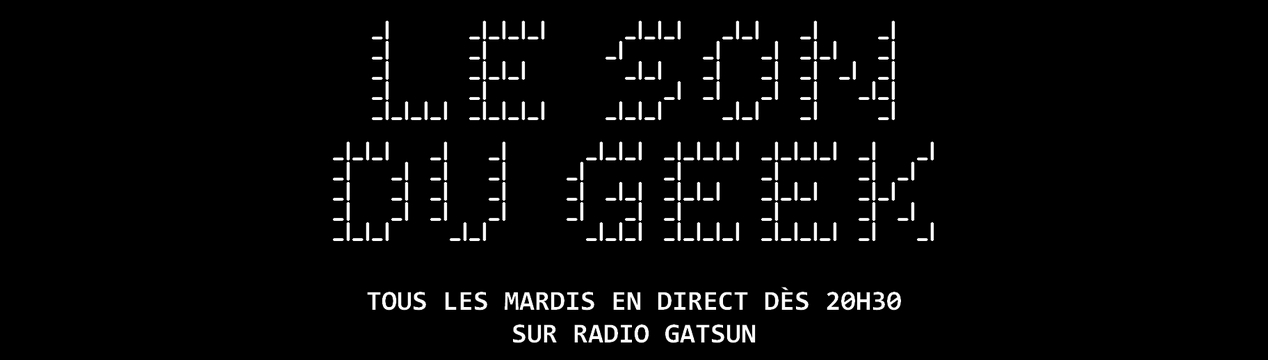 LE SON
DU GEEK
TOUS LES MARDIS EN DIRECT DÈS 20H30
SUR RADIO GATSUN